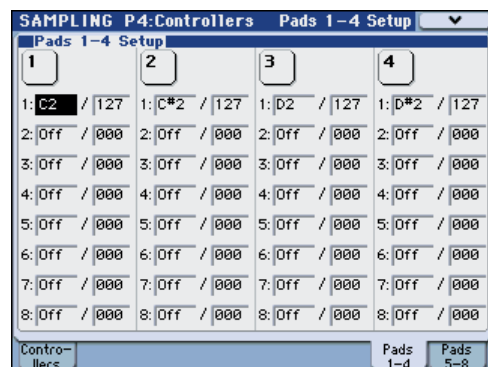 SAMPLING P4:Controllers Pads 1-4 Setup
Pads 1-4 Setup
1 2 3 4
1: C2 / 127 1: C#2 / 127 1: D2 / 127 1: D#2 / 127
2: Off / 000 2: Off / 000 2: Off / 000 2: Off / 000
3: Off / 000 3: Off / 000 3: Off / 000 3: Off / 000
4: Off / 000 4: Off / 000 4: Off / 000 4: Off / 000
5: Off / 000 5: Off / 000 5: Off / 000 5: Off / 000
6: Off / 000 6: Off / 000 6: Off / 000 6: Off / 000
7: Off / 000 7: Off / 000 7: Off / 000 7: Off / 000
8: Off / 000 8: Off / 000 8: Off / 000 8: Off / 000
Contro- Pads Pads
llers 1-4 5-8